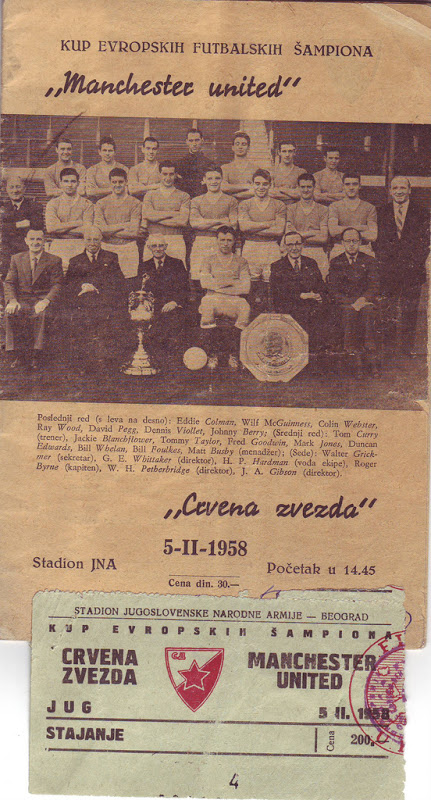 KUP EVROPSKIH FUTBALSKIH ŠAMPIONA
„Manchester united“
Poslednji red (s leva na desno): Eddie Colman, Wilf McGuinness, Colin Webster,
Ray Wood, David Pegg, Dennis Viollet, Johnny Berry; (Srednji red): Tom Curry
(trener), Jackie Blanchflower, Tommy Taylor, Fred Goodwin, Mark Jones, Duncan
Edwards, Bill Whelan, Bill Foulkes, Matt Busby (menadžer); (Sede): Walter Grick-
mer (sekretar), G. E. Whittaker (direktor), H. P. Hardman (vođa ekipe), Roger
Byrne (kapiten), W. H. Petherbridge (direktor), J. A. Gibson (direktor).
„Crvena zvezda“
5-II-1958
Stadion JNA
Početak u 14.45
Cena din. 30.—
STADION JUGOSLOVENSKE NARODNE ARMIJE — BEOGRAD
KUP EVROPSKIH ŠAMPIONA
CRVENA ZVEZDA
MANCHESTER UNITED
JUG
5 II. 1958
STAJANJE
Cena 200.—
4